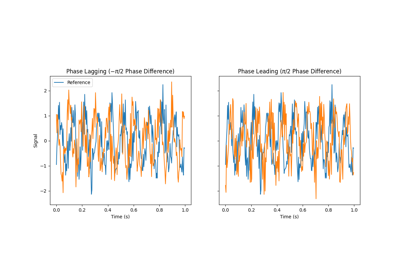 Phase Lagging (−π/2 Phase Difference)
Reference
Signal
2
1
0
−1
−2
0.0 0.2 0.4 0.6 0.8 1.0
Time (s)
Phase Leading (π/2 Phase Difference)
0.0 0.2 0.4 0.6 0.8 1.0
Time (s)